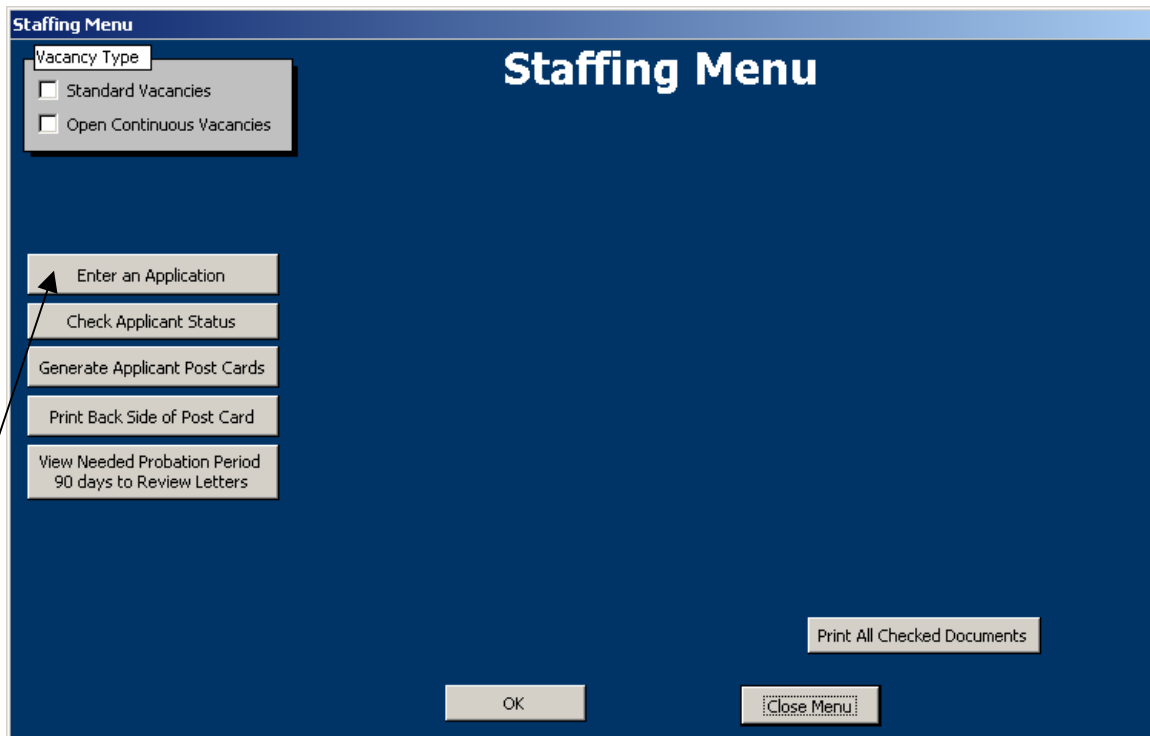 Staffing Menu
Vacancy Type
Standard Vacancies
Open Continuous Vacancies
Staffing Menu
Enter an Application
Check Applicant Status
Generate Applicant Post Cards
Print Back Side of Post Card
View Needed Probation Period
90 days to Review Letters
Print All Checked Documents
OK
Close Menu